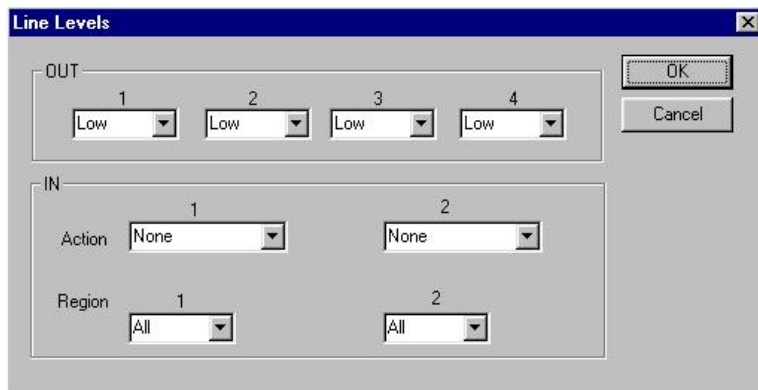 Line Levels
OUT
1 2 3 4
Low Low Low Low
OK
Cancel
IN
1 2
Action None None
Region 1 2
All All